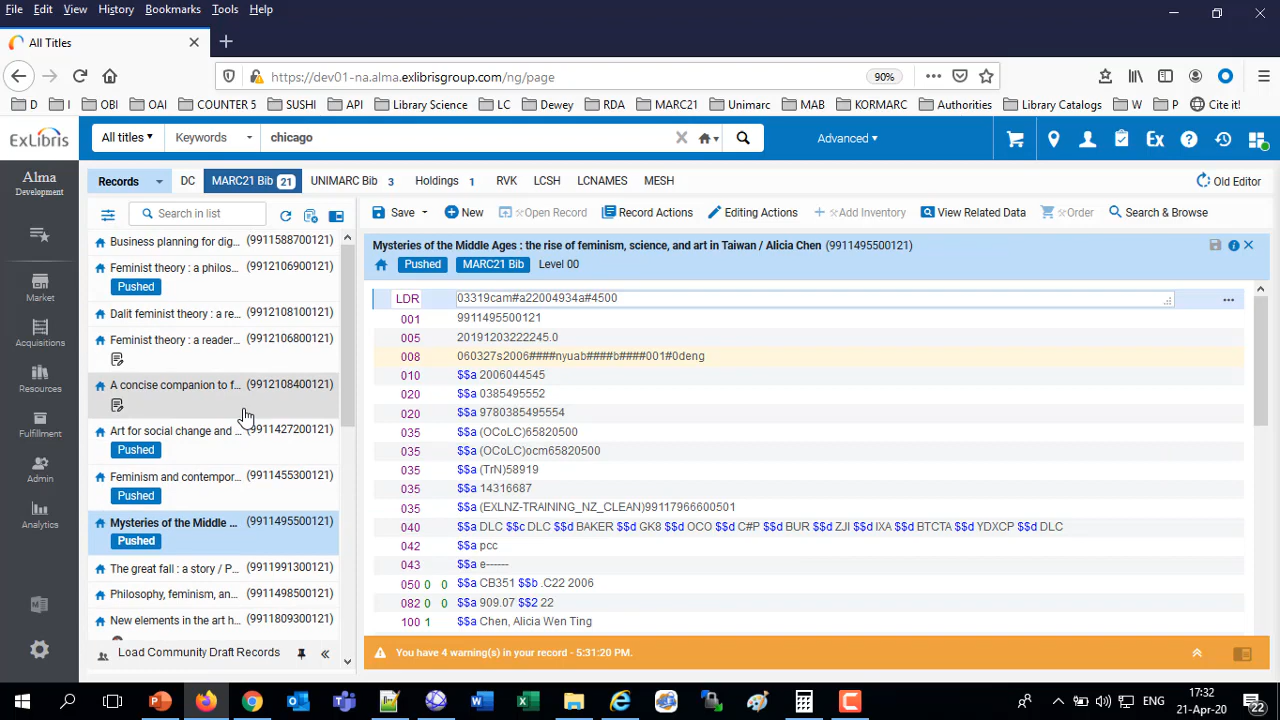 File Edit View History Bookmarks Tools Help
All Titles
https://dev01-na.alma.exlibrisgroup.com/ng/page
90%
D I OBI OAI COUNTER 5 SUSHI API Library Science LC Dewey RDA MARC21 Unimarc MAB KORMARC Authorities Library Catalogs W P Cite it!
ExLibris
All titles Keywords chicago Advanced
Alma
Development
Market
Acquisitions
Resources
Fulfillment
Admin
Analytics
Records DC MARC21 Bib 21 UNIMARC Bib 3 Holdings 1 RVK LCSH LCNAMES MESH Old Editor
Search in list
Save New Open Record Record Actions Editing Actions Add Inventory View Related Data Order Search & Browse
Business planning for dig... (9911588700121)
Feminist theory : a philos... (9912106900121)
Pushed
Dalit feminist theory : a re... (9912108100121)
Feminist theory : a reader... (9912106800121)
A concise companion to f... (9912108400121)
Art for social change and ... (9911427200121)
Pushed
Feminism and contempor... (9911455300121)
Pushed
Mysteries of the Middle ... (9911495500121)
Pushed
The great fall : a story / P... (9911991300121)
Philosophy, feminism, an... (9911498500121)
New elements in the art h... (9911809300121)
Load Community Draft Records
Mysteries of the Middle Ages : the rise of feminism, science, and art in Taiwan / Alicia Chen (9911495500121)
Pushed MARC21 Bib Level 00
LDR 03319cam#a22004934a#4500
001 9911495500121
005 20191203222245.0
008 060327s2006####nyuab####b####001#0deng
010 $$a 2006044545
020 $$a 0385495552
020 $$a 9780385495554
035 $$a (OCoLC)65820500
035 $$a (OCoLC)ocm65820500
035 $$a (TrN)58919
035 $$a 14316687
035 $$a (EXLNZ-TRAINING_NZ_CLEAN)99117966600501
040 $$a DLC $$c DLC $$d BAKER $$d GK8 $$d OCO $$d CRP $$d BUR $$d ZJI $$d IXA $$d BTCTA $$d YDXCP $$d DLC
042 $$a pcc
043 $$a e------
050 0 0 $$a CB351 $$b .C22 2006
082 0 0 $$a 909.07 $$2 22
100 1 $$a Chen, Alicia Wen Ting
You have 4 warning(s) in your record - 5:31:20 PM.
ENG
17:32
21-Apr-20
22